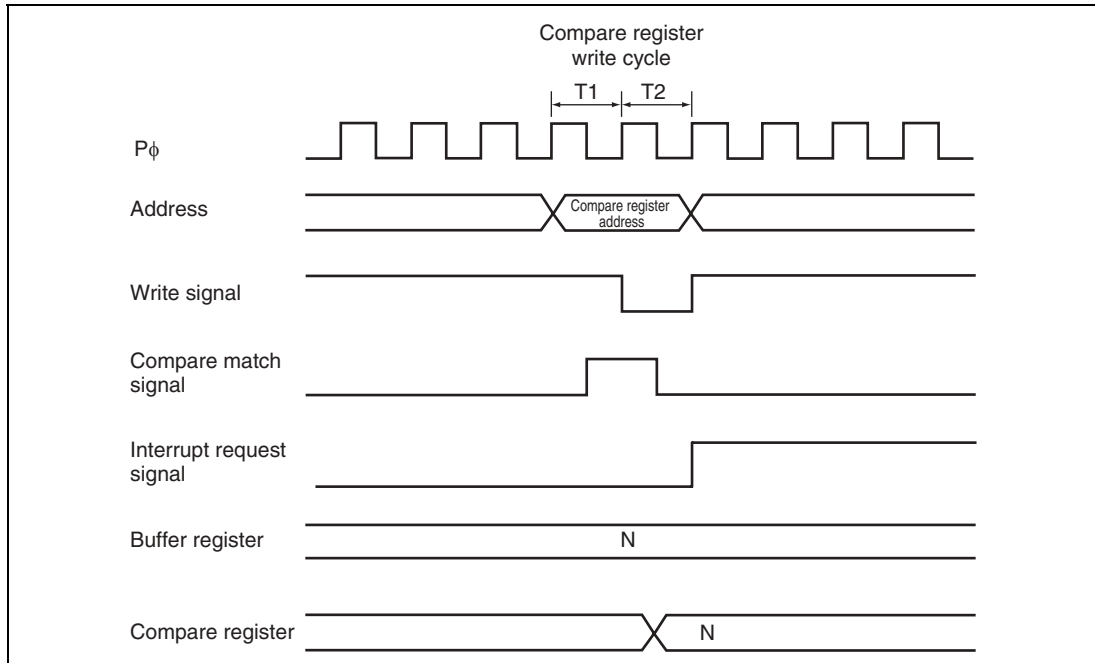 Compare register
write cycle
T1 T2
Pϕ
Address
Compare register
address
Write signal
Compare match
signal
Interrupt request
signal
Buffer register
N
Compare register
N